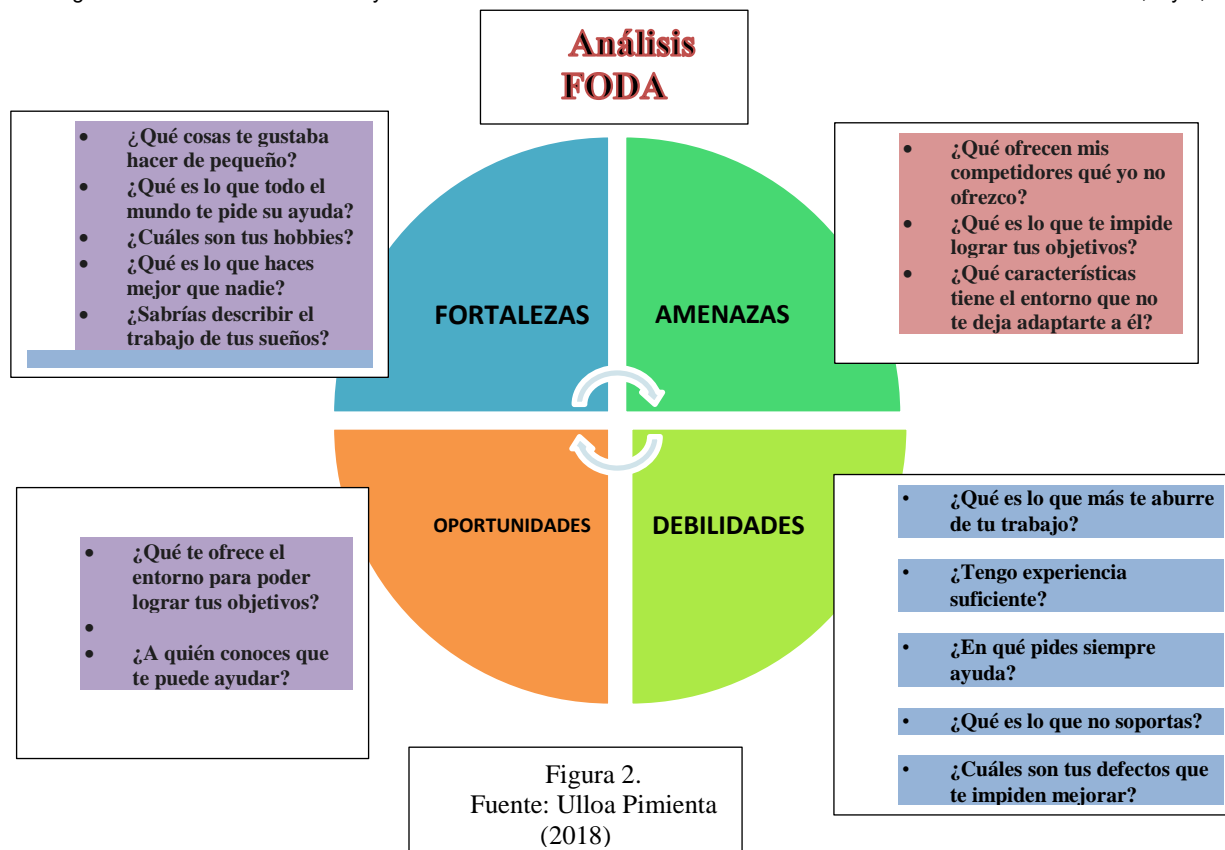 Análisis
FODA
• ¿Qué cosas te gustaba
hacer de pequeño?
• ¿Qué es lo que todo el
mundo te pide su ayuda?
• ¿Cuáles son tus hobbies?
• ¿Qué es lo que haces
mejor que nadie?
• ¿Sabrías describir el
trabajo de tus sueños?
• ¿Qué ofrecen mis
competidores qué yo no
ofrezco?
• ¿Qué es lo que te impide
lograr tus objetivos?
• ¿Qué características
tiene el entorno que no
te deja adaptarte a él?
FORTALEZAS
AMENAZAS
OPORTUNIDADES
DEBILIDADES
• ¿Qué te ofrece el
entorno para poder
lograr tus objetivos?
•
• ¿A quién conoces que
te puede ayudar?
• ¿Qué es lo que más te aburre
de tu trabajo?
• ¿Tengo experiencia
suficiente?
• ¿En qué pides siempre
ayuda?
• ¿Qué es lo que no soportas?
• ¿Cuáles son tus defectos que
te impiden mejorar?
Figura 2.
Fuente: Ulloa Pimienta
(2018)